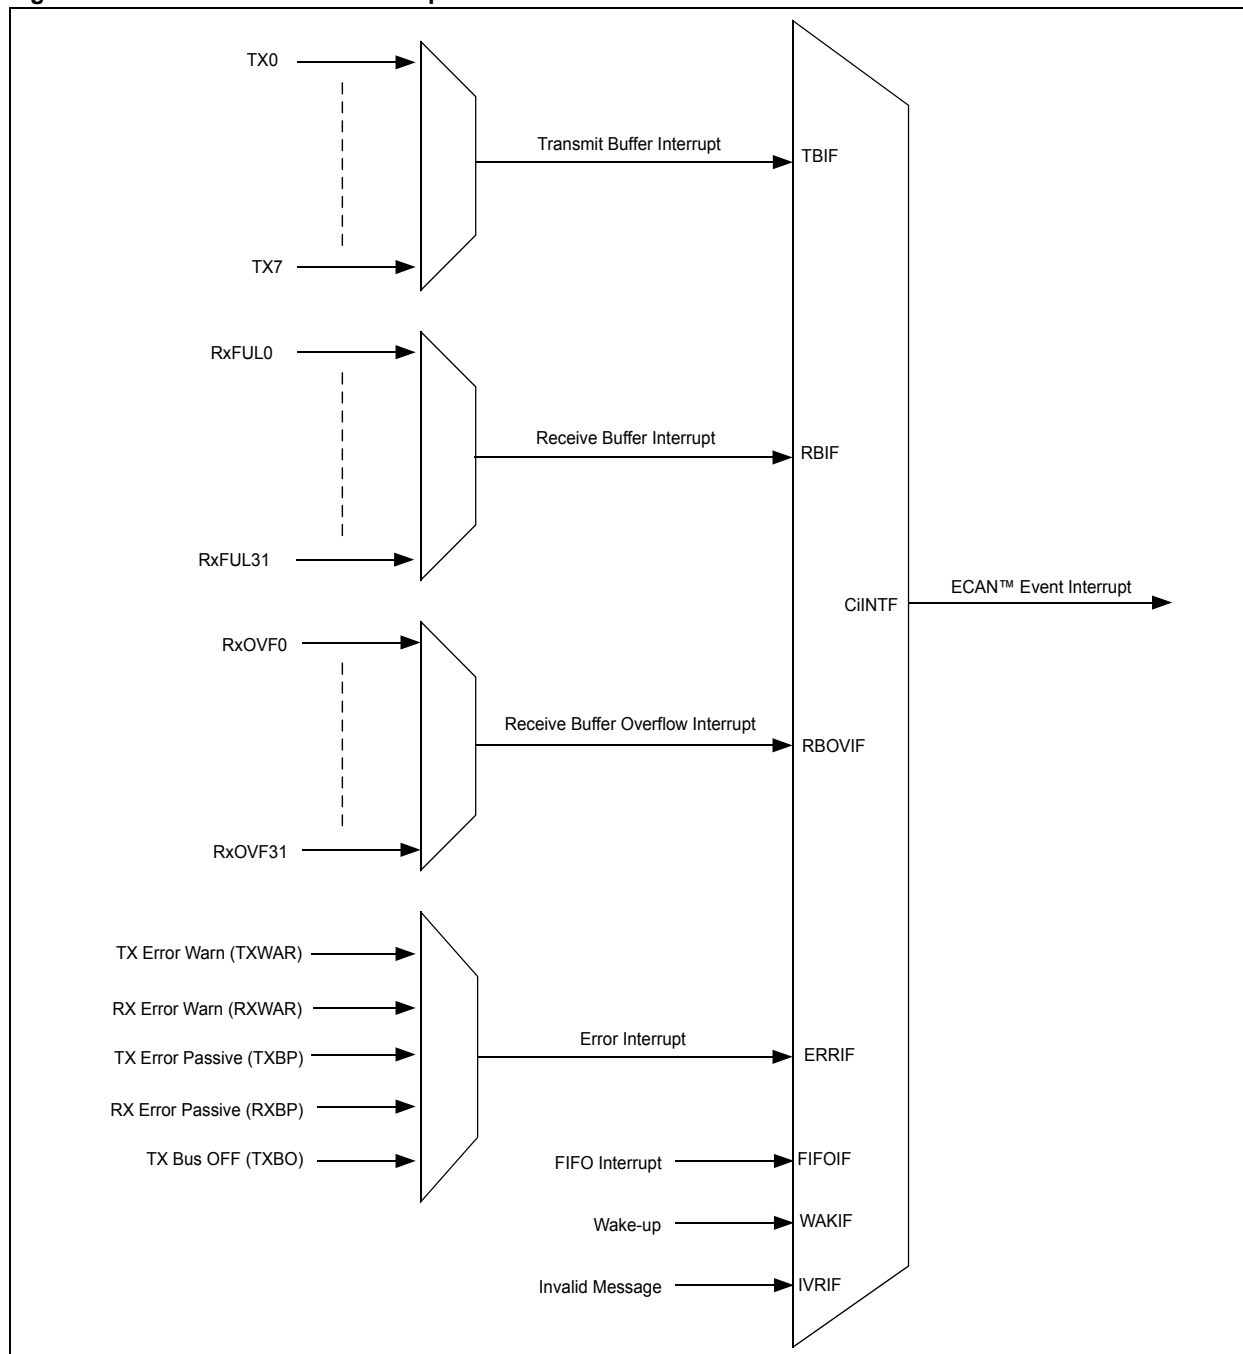 TX0
Transmit Buffer Interrupt
TBIF
TX7
RxFUL0
Receive Buffer Interrupt
RBIF
RxFUL31
CiINTF
ECAN™ Event Interrupt
RxOVF0
Receive Buffer Overflow Interrupt
RBOVIF
RxOVF31
TX Error Warn (TXWAR)
RX Error Warn (RXWAR)
Error Interrupt
ERRIF
TX Error Passive (TXBP)
RX Error Passive (RXBP)
TX Bus OFF (TXBO)
FIFO Interrupt
FIFOIF
Wake-up
WAKIF
Invalid Message
IVRIF